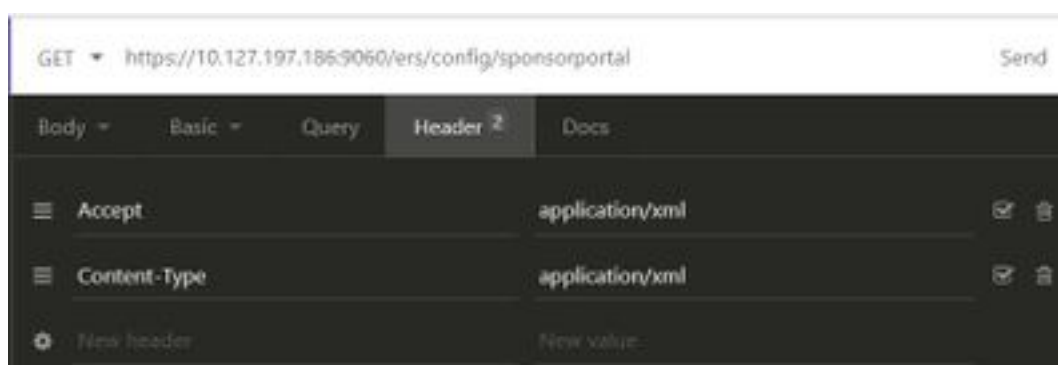 GET https://10.127.197.186:9060/ers/config/sponsorportal Send
Body Basic Query Header 2 Docs
Accept application/xml
Content-Type application/xml
New header New value